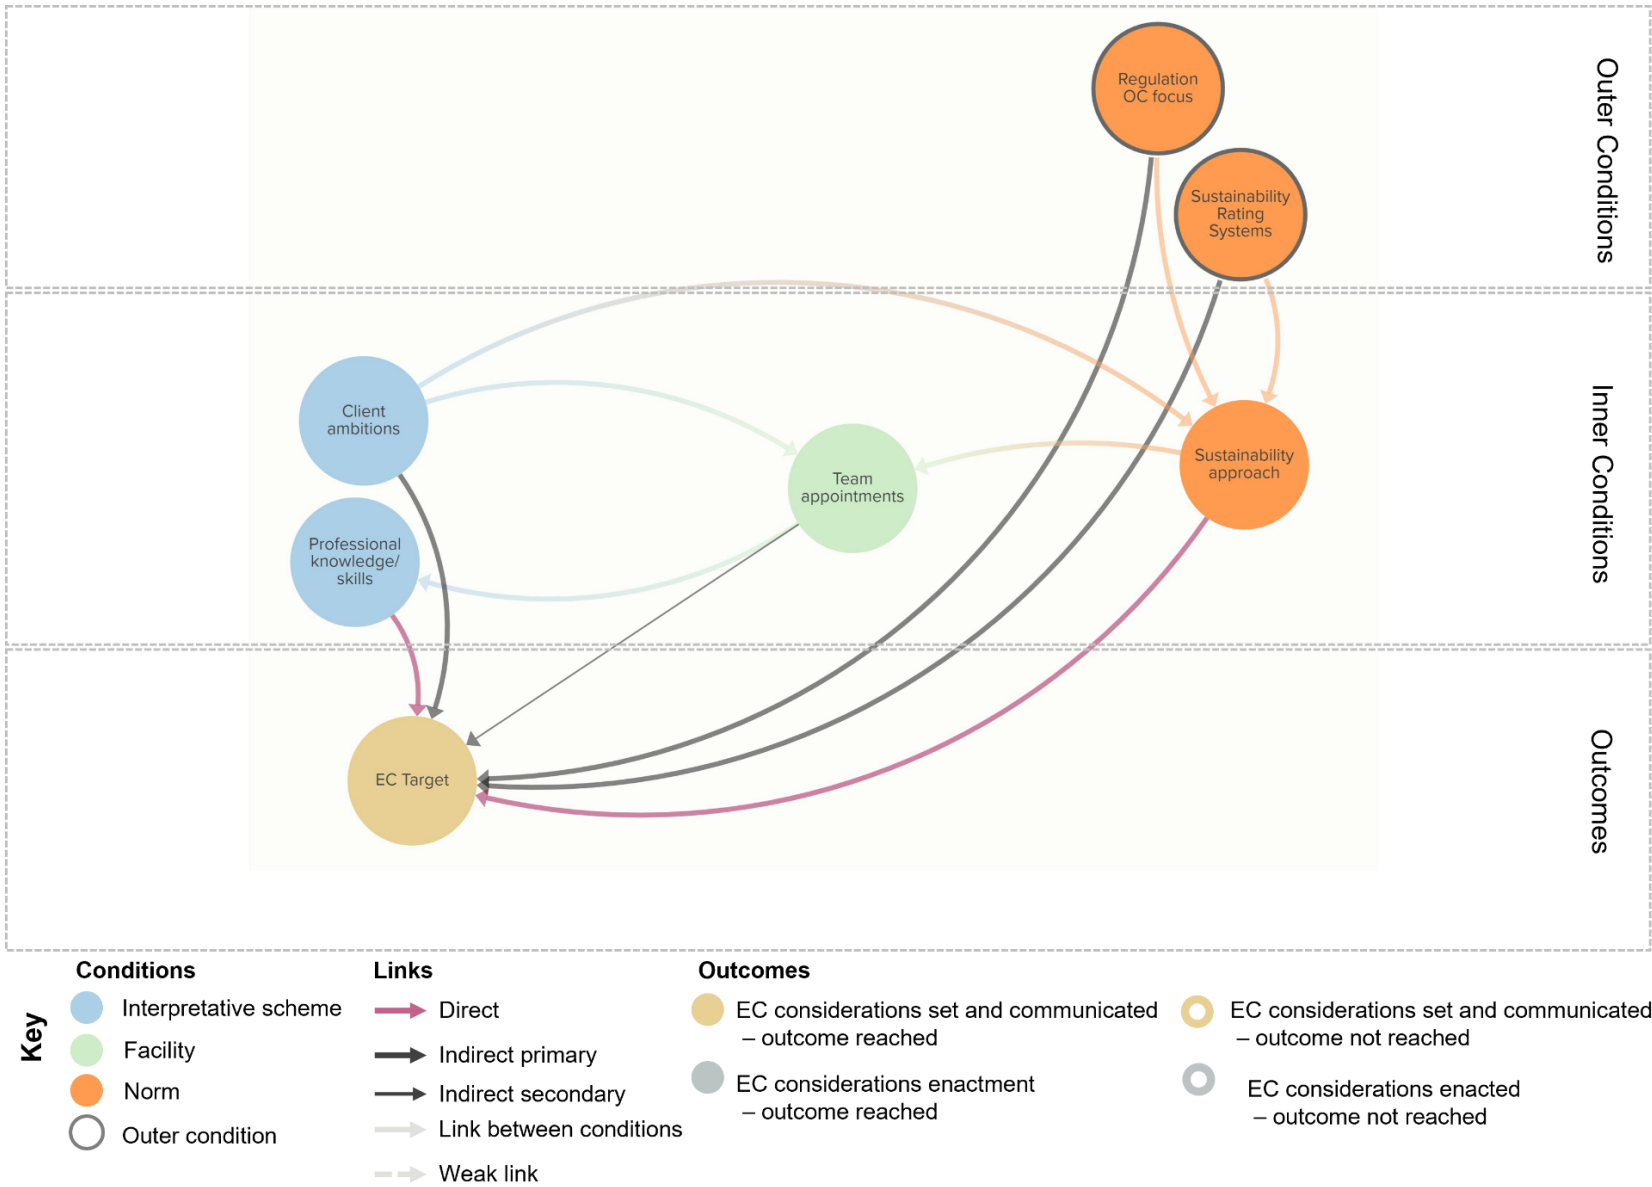 Regulation
OC focus
Sustainability
Rating
Systems
Outer Conditions
Client
ambitions
Professional
knowledge/
skills
Team
appointments
Sustainability
approach
Inner Conditions
EC Target
Outcomes
Key
Conditions
Interpretative scheme
Facility
Norm
Outer condition
Links
Direct
Indirect primary
Indirect secondary
Link between conditions
Weak link
Outcomes
EC considerations set and communicated
– outcome reached
EC considerations enactment
– outcome reached
EC considerations set and communicated
– outcome not reached
EC considerations enacted
– outcome not reached